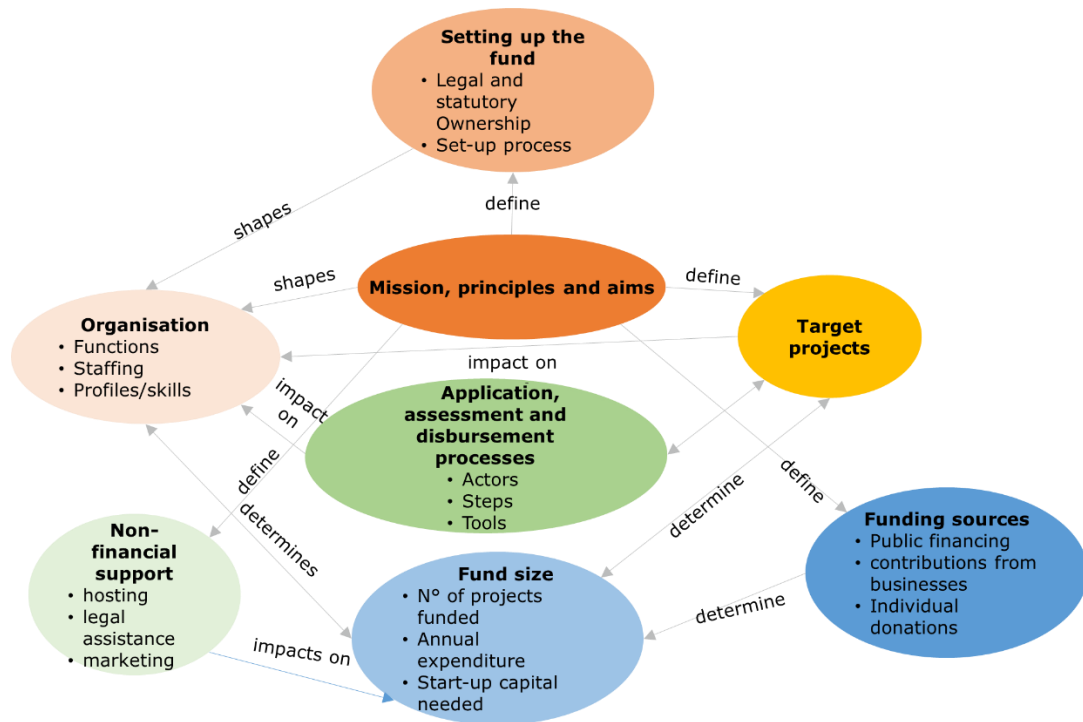 Setting up the
fund
• Legal and
statutory
Ownership
• Set-up process
shapes
define
Mission, principles and aims
shapes
define
Organisation
• Functions
• Staffing
• Profiles/skills
Target
projects
impact on
impact
on
Application,
assessment and
disbursement
processes
• Actors
• Steps
• Tools
define
determines
determine
define
Non-
financial
support
• hosting
• legal
assistance
• marketing
impacts on
Fund size
• N° of projects
funded
• Annual
expenditure
• Start-up capital
needed
determine
Funding sources
• Public financing
• contributions from
businesses
• Individual
donations